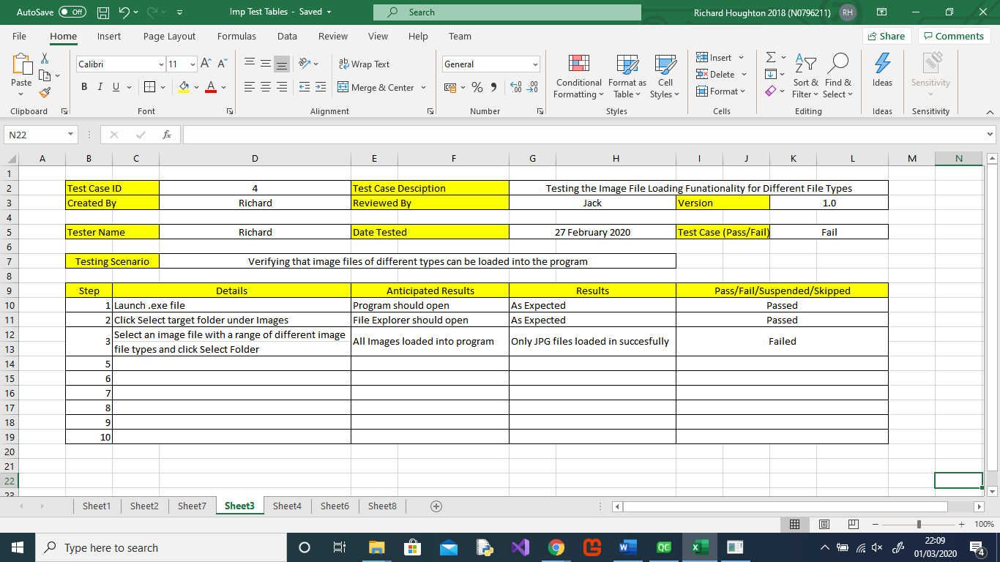 AutoSave Off Imp Test Tables - Saved Search Richard Houghton 2018 (N0796211) RH
File Home Insert Page Layout Formulas Data Review View Help Team Share Comments
Calibri 11 A A ab Wrap Text General Insert
Paste B I U A Merge & Center % Delete Conditional Formatting Format as Table Cell Styles Format Sort & Filter Find & Select Ideas Sensitivity
Clipboard Font Alignment Number Styles Cells Editing Ideas Sensitivity
N22 fx
A B C D E F G H I J K L M N
1
2 Test Case ID 4 Test Case Desciption Testing the Image File Loading Funationality for Different File Types
3 Created By Richard Reviewed By Jack Version 1.0
4
5 Tester Name Richard Date Tested 27 February 2020 Test Case (Pass/Fail) Fail
6
7 Testing Scenario Verifying that image files of different types can be loaded into the program
8
9 Step Details Anticipated Results Results Pass/Fail/Suspended/Skipped
10 1 Launch .exe file Program should open As Expected Passed
11 2 Click Select target folder under Images File Explorer should open As Expected Passed
12 3 Select an image file with a range of different image All Images loaded into program Only JPG files loaded in succesfully Failed
13 file types and click Select Folder
14 5
15 6
16 7
17 8
18 9
19 10
20
21
22
23
Sheet1 Sheet2 Sheet7 Sheet3 Sheet4 Sheet6 Sheet8
100%
Type here to search QC 22:09
01/03/2020 4